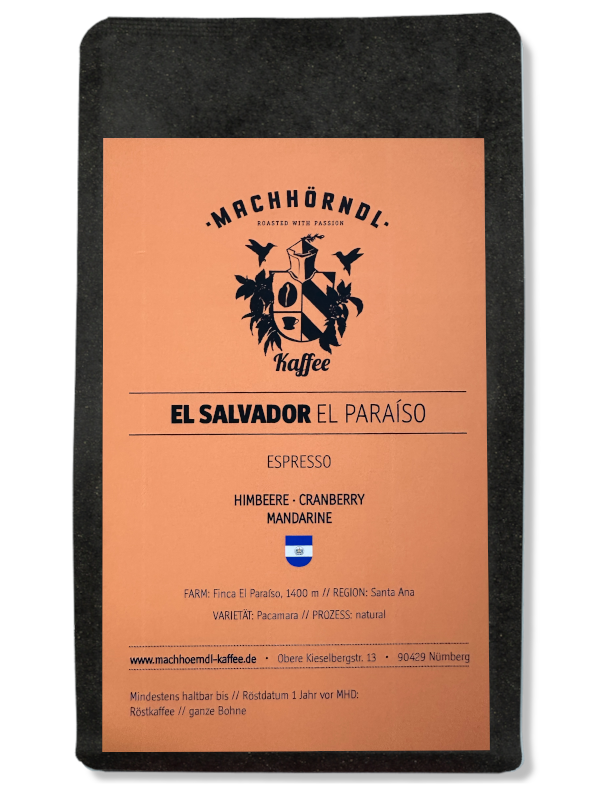 ·MACHHÖRNDL·
ROASTED WITH PASSION
Kaffee
EL SALVADOR EL PARAÍSO
ESPRESSO
HIMBEERE · CRANBERRY
MANDARINE
FARM: Finca El Paraíso, 1400 m // REGION: Santa Ana
VARIETÄT: Pacamara // PROZESS: natural
www.machhoerndl-kaffee.de · Obere Kieselbergstr. 13 · 90429 Nürnberg
Mindestens haltbar bis // Röstdatum 1 Jahr vor MHD:
Röstkaffee // ganze Bohne